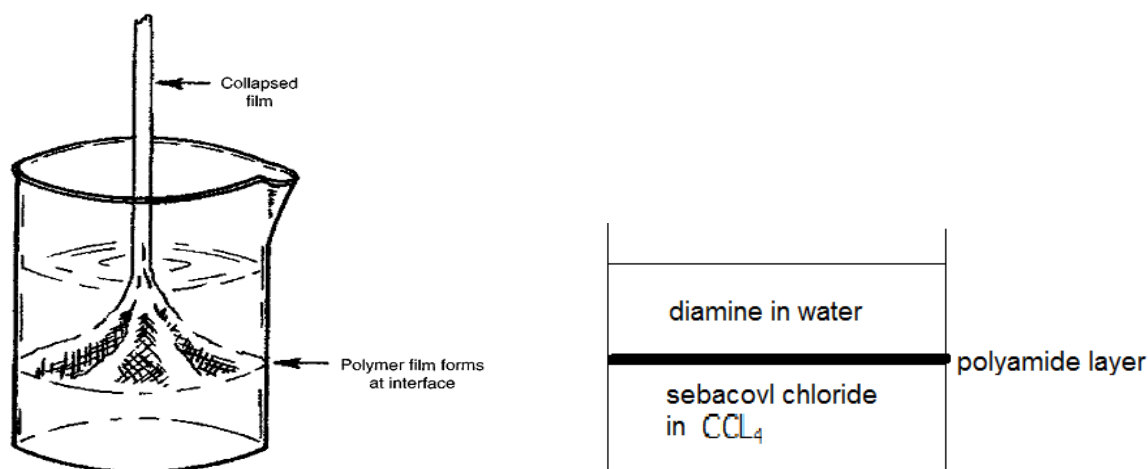 Collapsed
film
Polymer film forms
at interface
diamine in water
polyamide layer
sebacovl chloride
in CCL₄